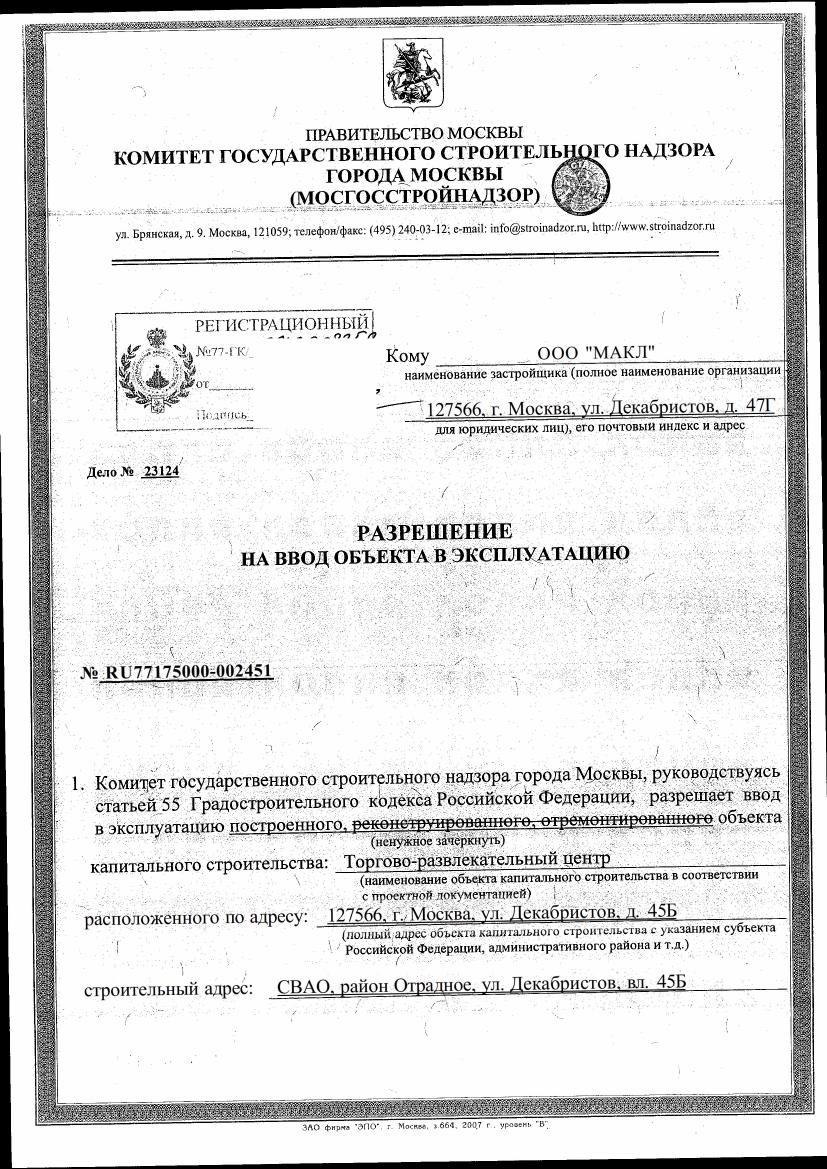 ПРАВИТЕЛЬСТВО МОСКВЫ
КОМИТЕТ ГОСУДАРСТВЕННОГО СТРОИТЕЛЬНОГО НАДЗОРА
ГОРОДА МОСКВЫ
(МОСГОССТРОЙНАДЗОР)
ул. Брянская, д. 9. Москва, 121059; телефон/факс: (495) 240-03-12; e-mail: info@stroinadzor.ru, http://www.stroinadzor.ru
РЕГИСТРАЦИОННЫЙ
№77-ГК/
от
Подпись
Кому ООО "МАКЛ"
наименование застройщика (полное наименование организации
127566, г. Москва, ул. Декабристов, д. 47Г
для юридических лиц), его почтовый индекс и адрес
Дело № 23124
РАЗРЕШЕНИЕ
НА ВВОД ОБЪЕКТА В ЭКСПЛУАТАЦИЮ
№ RU77175000-002451
1. Комитет государственного строительного надзора города Москвы, руководствуясь
статьей 55 Градостроительного кодекса Российской Федерации, разрешает ввод
в эксплуатацию построенного, реконструированного, отремонтированного объекта
(ненужное зачеркнуть)
капитального строительства: Торгово-развлекательный центр
(наименование объекта капитального строительства в соответствии
с проектной документацией)
расположенного по адресу: 127566, г. Москва, ул. Декабристов, д. 45Б
(полный адрес объекта капитального строительства с указанием субъекта
Российской Федерации, административного района и т.д.)
строительный адрес: СВАО, район Отрадное, ул. Декабристов, вл. 45Б
ЗАО фирма "ЭПО", г. Москва, з.664, 2007 г., уровень "В"